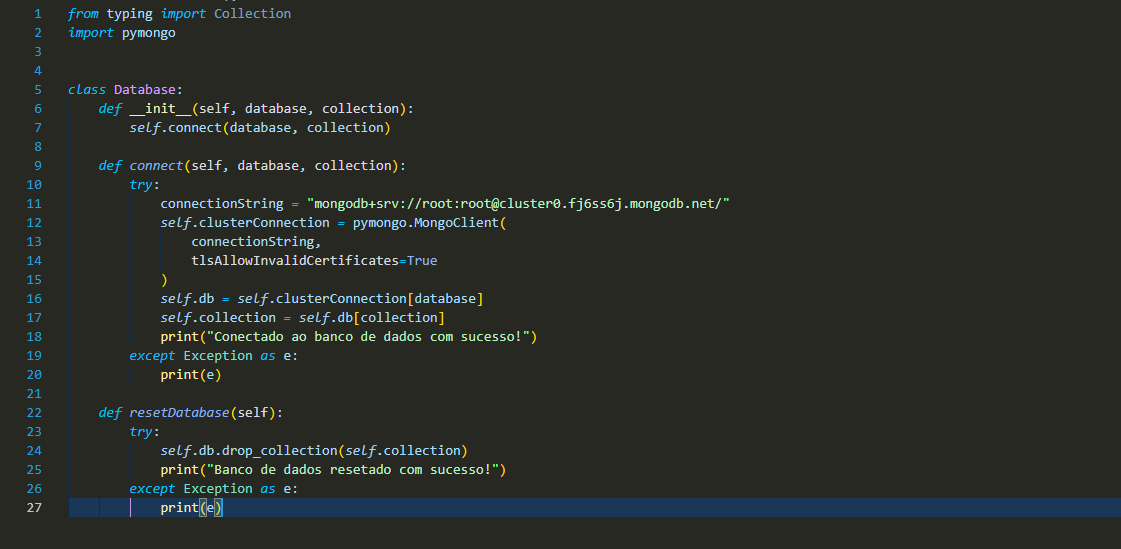 1 from typing import Collection
2 import pymongo
3
4
5 class Database:
6     def __init__(self, database, collection):
7         self.connect(database, collection)
8
9     def connect(self, database, collection):
10         try:
11             connectionString = "mongodb+srv://root:root@cluster0.fj6ss6j.mongodb.net/"
12             self.clusterConnection = pymongo.MongoClient(
13                 connectionString,
14                 tlsAllowInvalidCertificates=True
15             )
16             self.db = self.clusterConnection[database]
17             self.collection = self.db[collection]
18             print("Conectado ao banco de dados com sucesso!")
19         except Exception as e:
20             print(e)
21
22     def resetDatabase(self):
23         try:
24             self.db.drop_collection(self.collection)
25             print("Banco de dados resetado com sucesso!")
26         except Exception as e:
27             print(e)